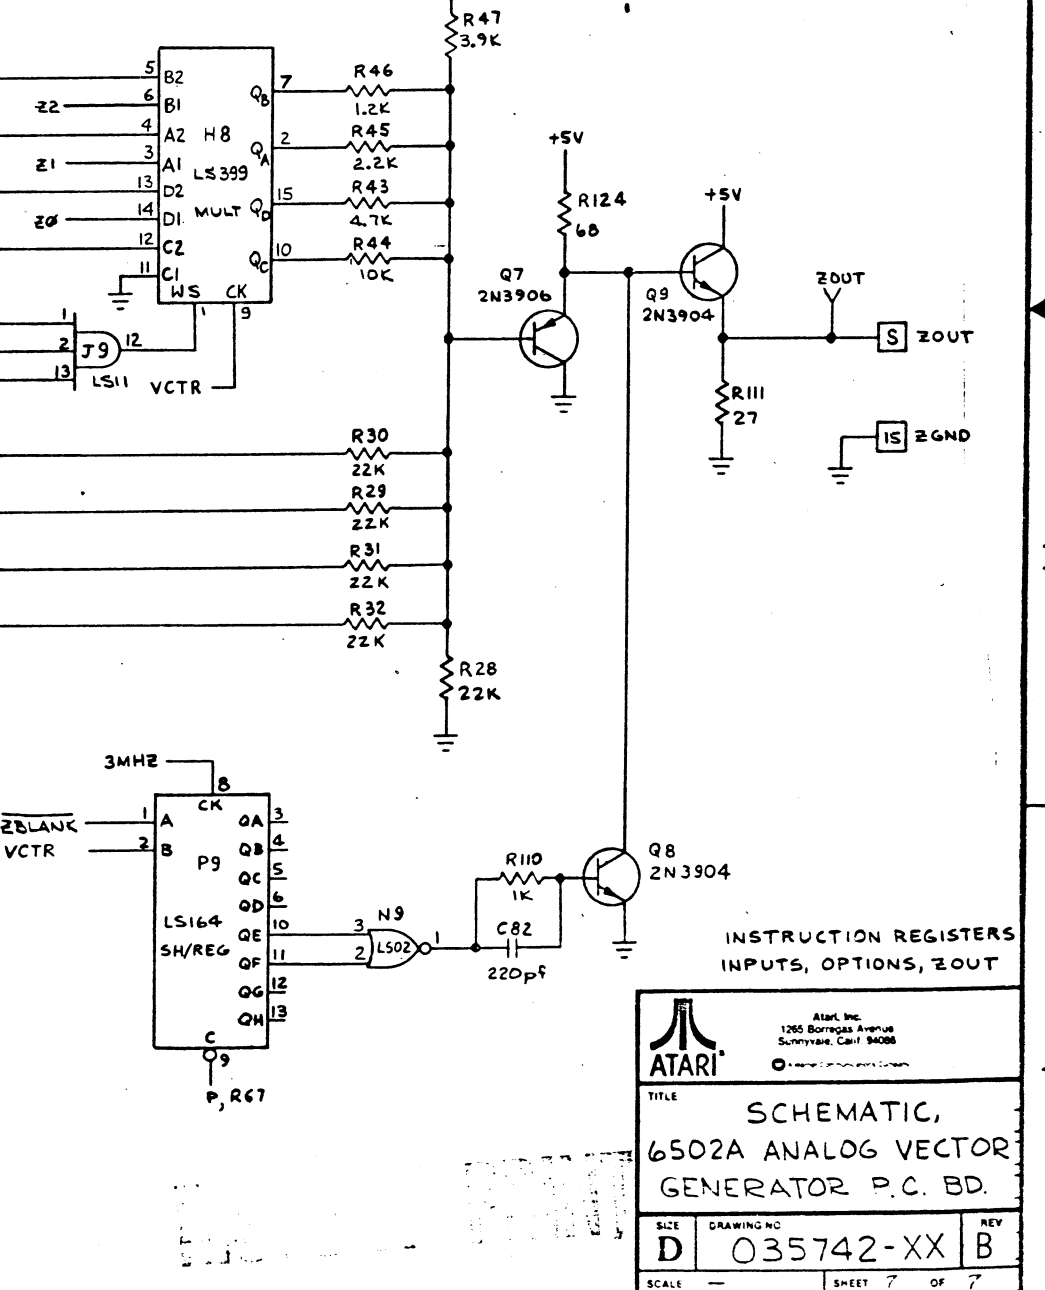 R47
3.9K
5
B2
7
QB
R46
1.2K
Z2
6
B1
4
A2
H8
2
QA
R45
2.2K
Z1
3
A1
LS399
13
D2
15
QD
R43
4.7K
Z0
14
D1
MULT
12
C2
10
QC
R44
10K
11
C1
WS
CK
1
9
1
2
13
J9
12
LS11
VCTR
+5V
R124
68
+5V
Q7
2N3906
Q9
2N3904
ZOUT
S
ZOUT
R111
27
15
ZGND
R30
22K
R29
22K
R31
22K
R32
22K
R28
22K
3MHZ
8
CK
ZBLANK
1
A
QA
3
VCTR
2
B
QB
4
P9
QC
5
QD
6
LS164
SH/REG
QE
10
QF
11
QG
12
QH
13
C
9
P, R67
N9
3
2
LS02
1
R110
1K
C82
220pf
Q8
2N3904
INSTRUCTION REGISTERS
INPUTS, OPTIONS, ZOUT
ATARI
Atari, Inc.
1265 Borregas Avenue
Sunnyvale, Calif. 94086
TITLE
SCHEMATIC,
6502A ANALOG VECTOR
GENERATOR P.C. BD.
SIZE
D
DRAWING NO
035742-XX
REV
B
SCALE —
SHEET 7 OF 7